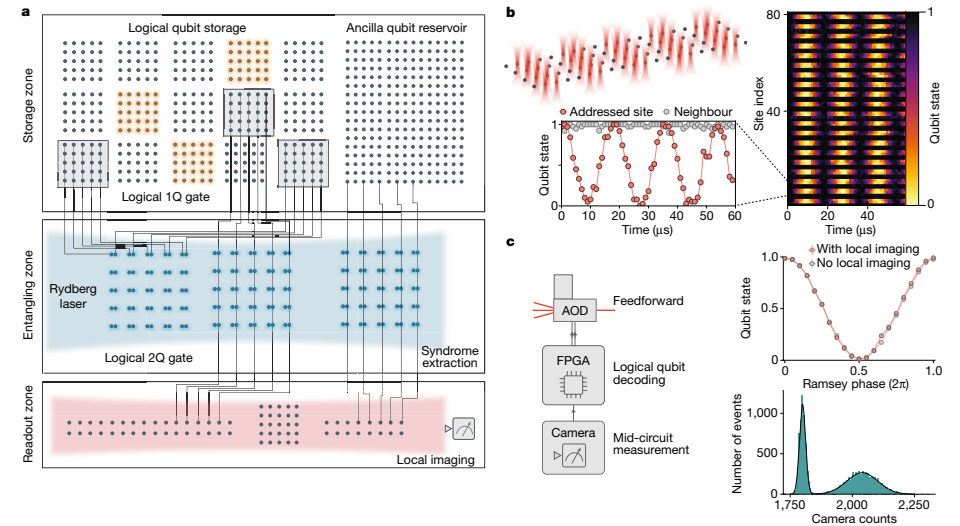 a
Logical qubit storage
Ancilla qubit reservoir
Storage zone
Logical 1Q gate
Entangling zone
Rydberg
laser
Logical 2Q gate
Syndrome
extraction
Readout zone
Local imaging
b
Addressed site
Neighbour
Qubit state
1
0
0
10
20
30
40
50
60
Time (μs)
Site index
80
40
0
0
20
40
Time (μs)
1
0
Qubit state
c
AOD
Feedforward
FPGA
Logical qubit
decoding
Camera
Mid-circuit
measurement
With local imaging
No local imaging
Qubit state
1.0
0.5
0
0
0.5
1.0
Ramsey phase (2π)
Number of events
1,000
500
0
1,750
2,000
2,250
Camera counts